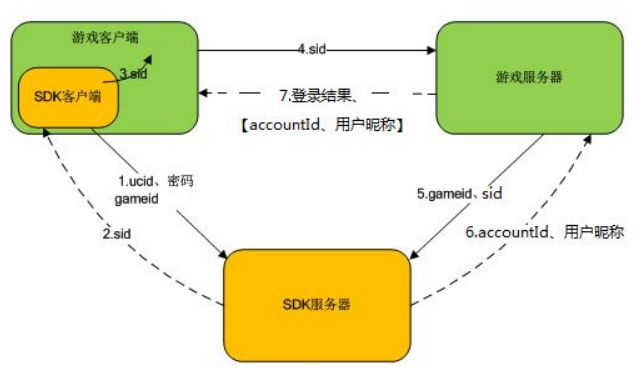 游戏客户端
4.sid
游戏服务器
3.sid
SDK客户端
7.登录结果、
【accountId、用户昵称】
1.ucid、密码
gameid
5.gameid、sid
2.sid
6.accountId、用户昵称
SDK服务器